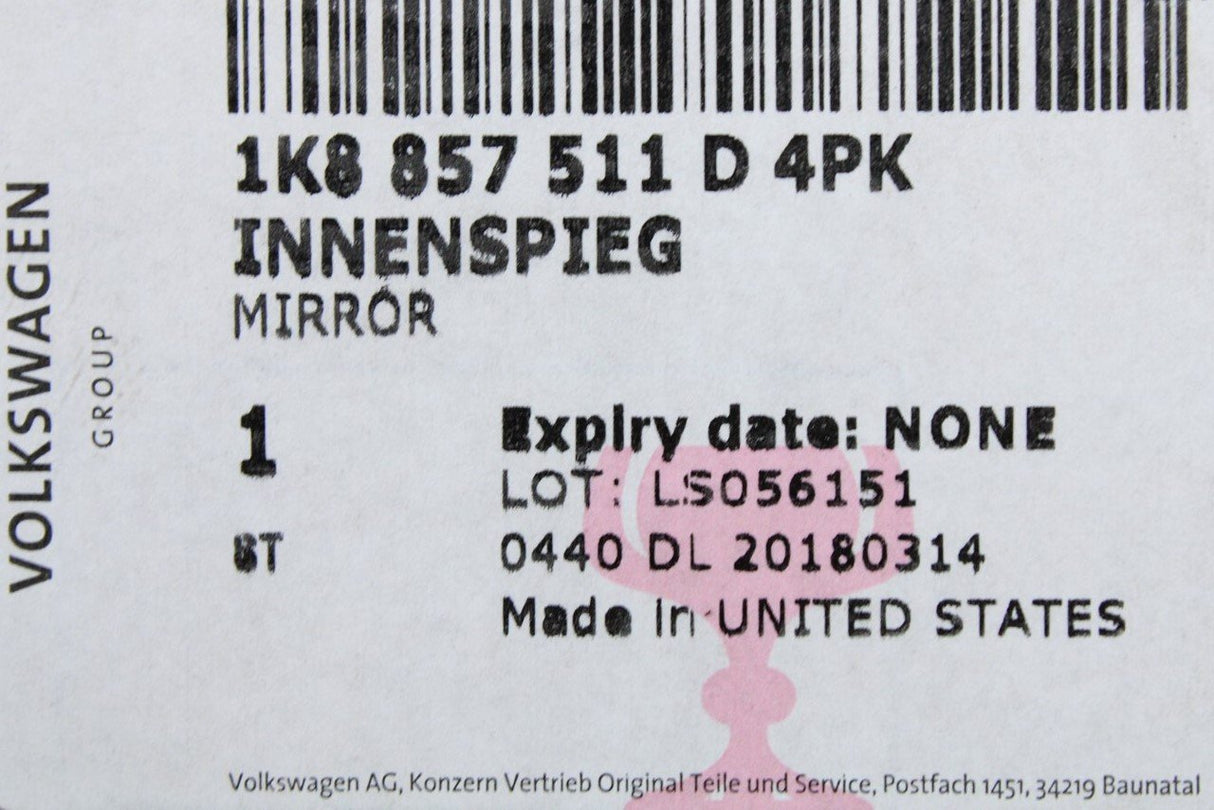 VOLKSWAGEN
GROUP
1K8 857 511 D 4PK
INNENSPIEG
MIRROR
1
ST
Expiry date: NONE
LOT: LS056151
0440 DL 20180314
Made in UNITED STATES
Volkswagen AG, Konzern Vertrieb Original Teile und Service, Postfach 1451, 34219 Baunatal